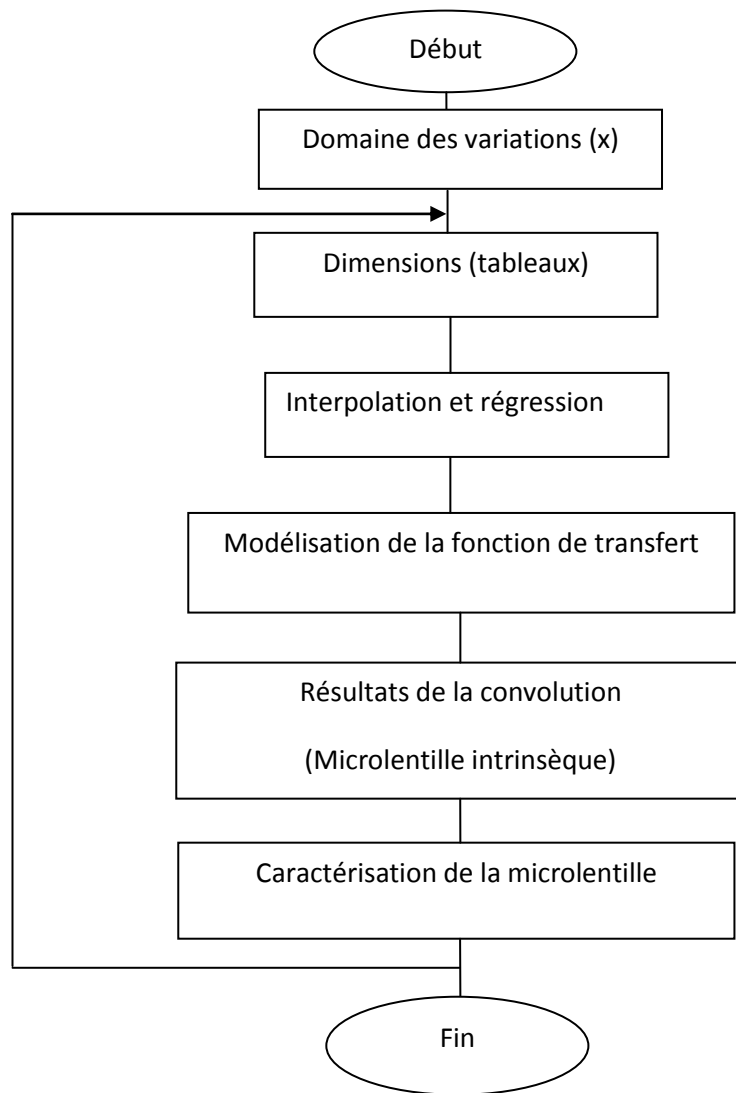 Début
Domaine des variations (x)
Dimensions (tableaux)
Interpolation et régression
Modélisation de la fonction de transfert
Résultats de la convolution
(Microlentille intrinsèque)
Caractérisation de la microlentille
Fin